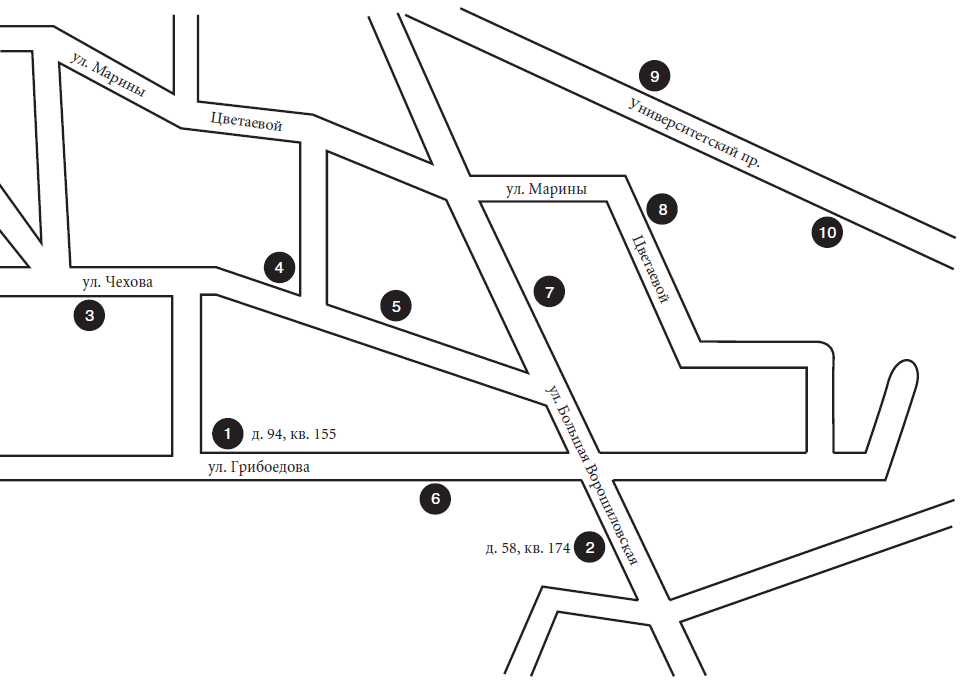 9
Университетский пр.
ул. Марины
Цветаевой
ул. Марины
8
Цветаевой
10
4
ул. Чехова
7
3
5
1 д. 94, кв. 155
ул. Большая Ворошиловская
ул. Грибоедова
6
д. 58, кв. 174 2